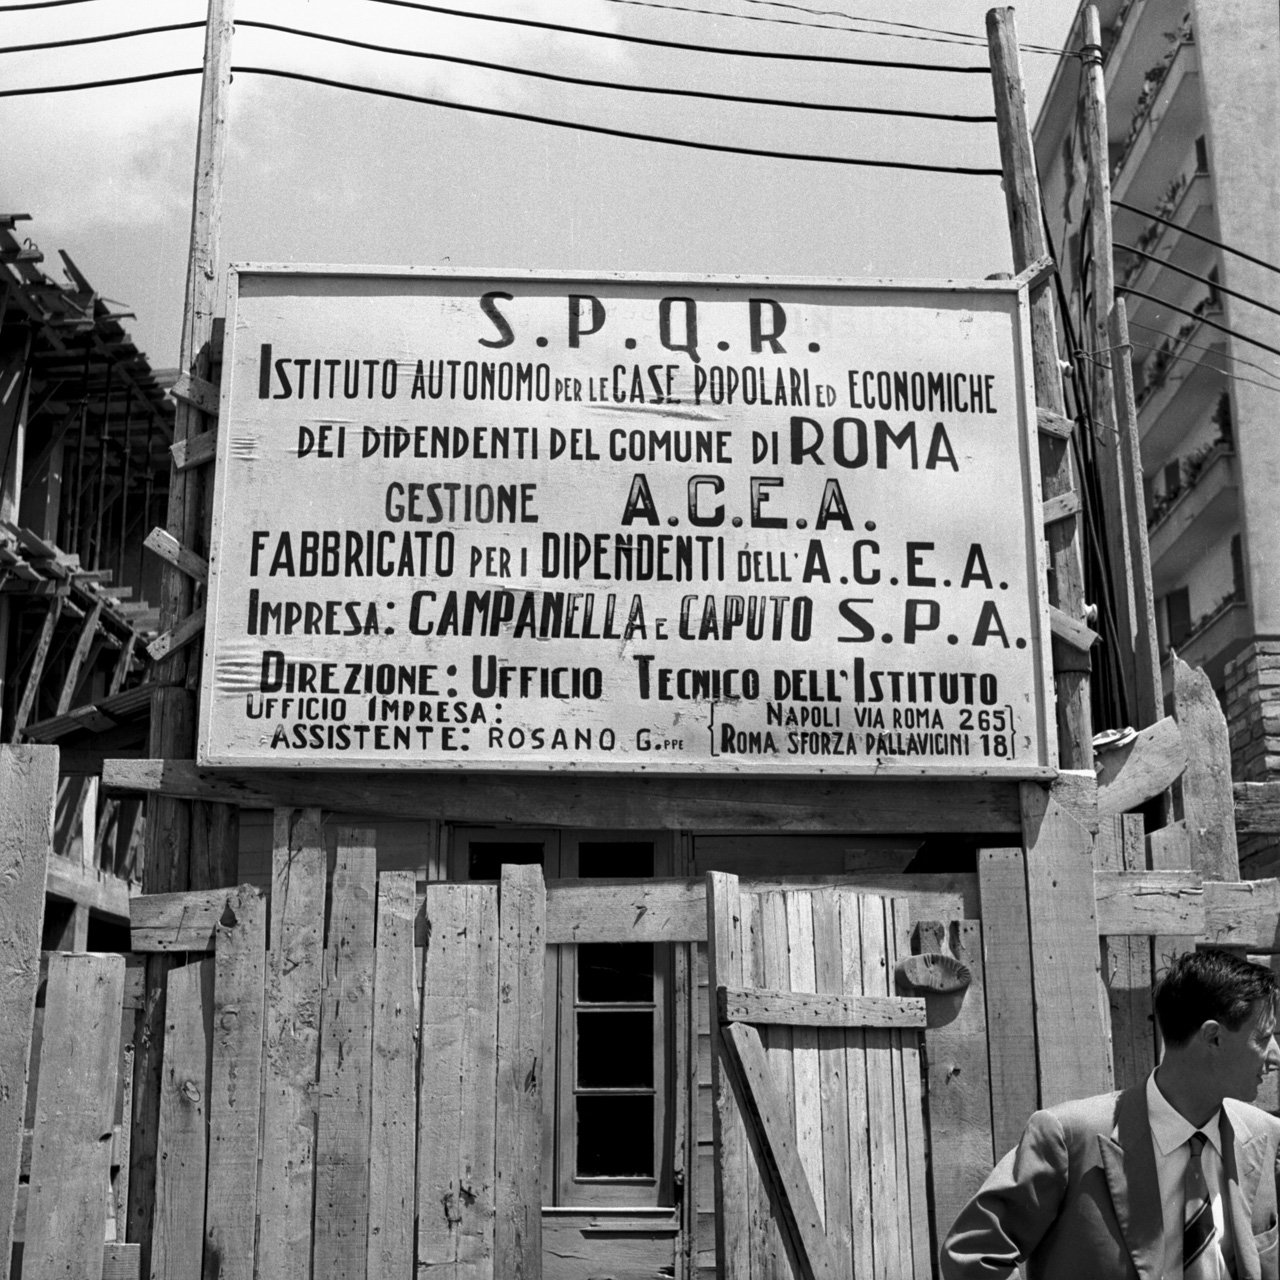 S.P.Q.R.
ISTITUTO AUTONOMO PER LE CASE POPOLARI ED ECONOMICHE
DEI DIPENDENTI DEL COMUNE DI ROMA
GESTIONE A.C.E.A.
FABBRICATO PER I DIPENDENTI DELL'A.C.E.A.
IMPRESA: CAMPANELLA E CAPUTO S.P.A.
DIREZIONE: UFFICIO TECNICO DELL'ISTITUTO
UFFICIO IMPRESA: NAPOLI VIA ROMA 265
ASSISTENTE: ROSANO G.PPE ROMA SFORZA PALLAVICINI 18